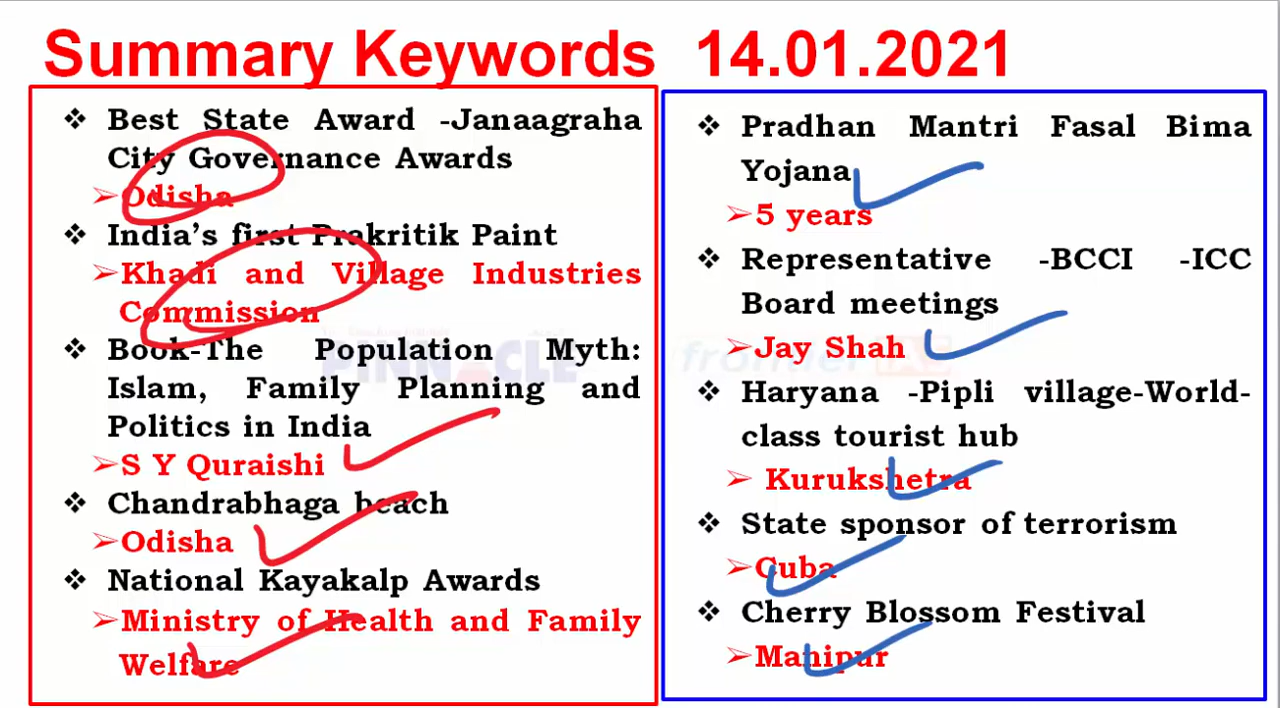 Summary Keywords 14.01.2021
❖ Best State Award -Janaagraha
City Governance Awards
➢Odisha
❖ India’s first Prakritik Paint
➢Khadi and Village Industries
Commission
❖ Book-The Population Myth:
Islam, Family Planning and
Politics in India
➢S Y Quraishi
❖ Chandrabhaga beach
➢Odisha
❖ National Kayakalp Awards
➢Ministry of Health and Family
Welfare
❖ Pradhan Mantri Fasal Bima
Yojana
➢5 years
❖ Representative -BCCI -ICC
Board meetings
➢Jay Shah
❖ Haryana -Pipli village-World-
class tourist hub
➢ Kurukshetra
❖ State sponsor of terrorism
➢Cuba
❖ Cherry Blossom Festival
➢Manipur